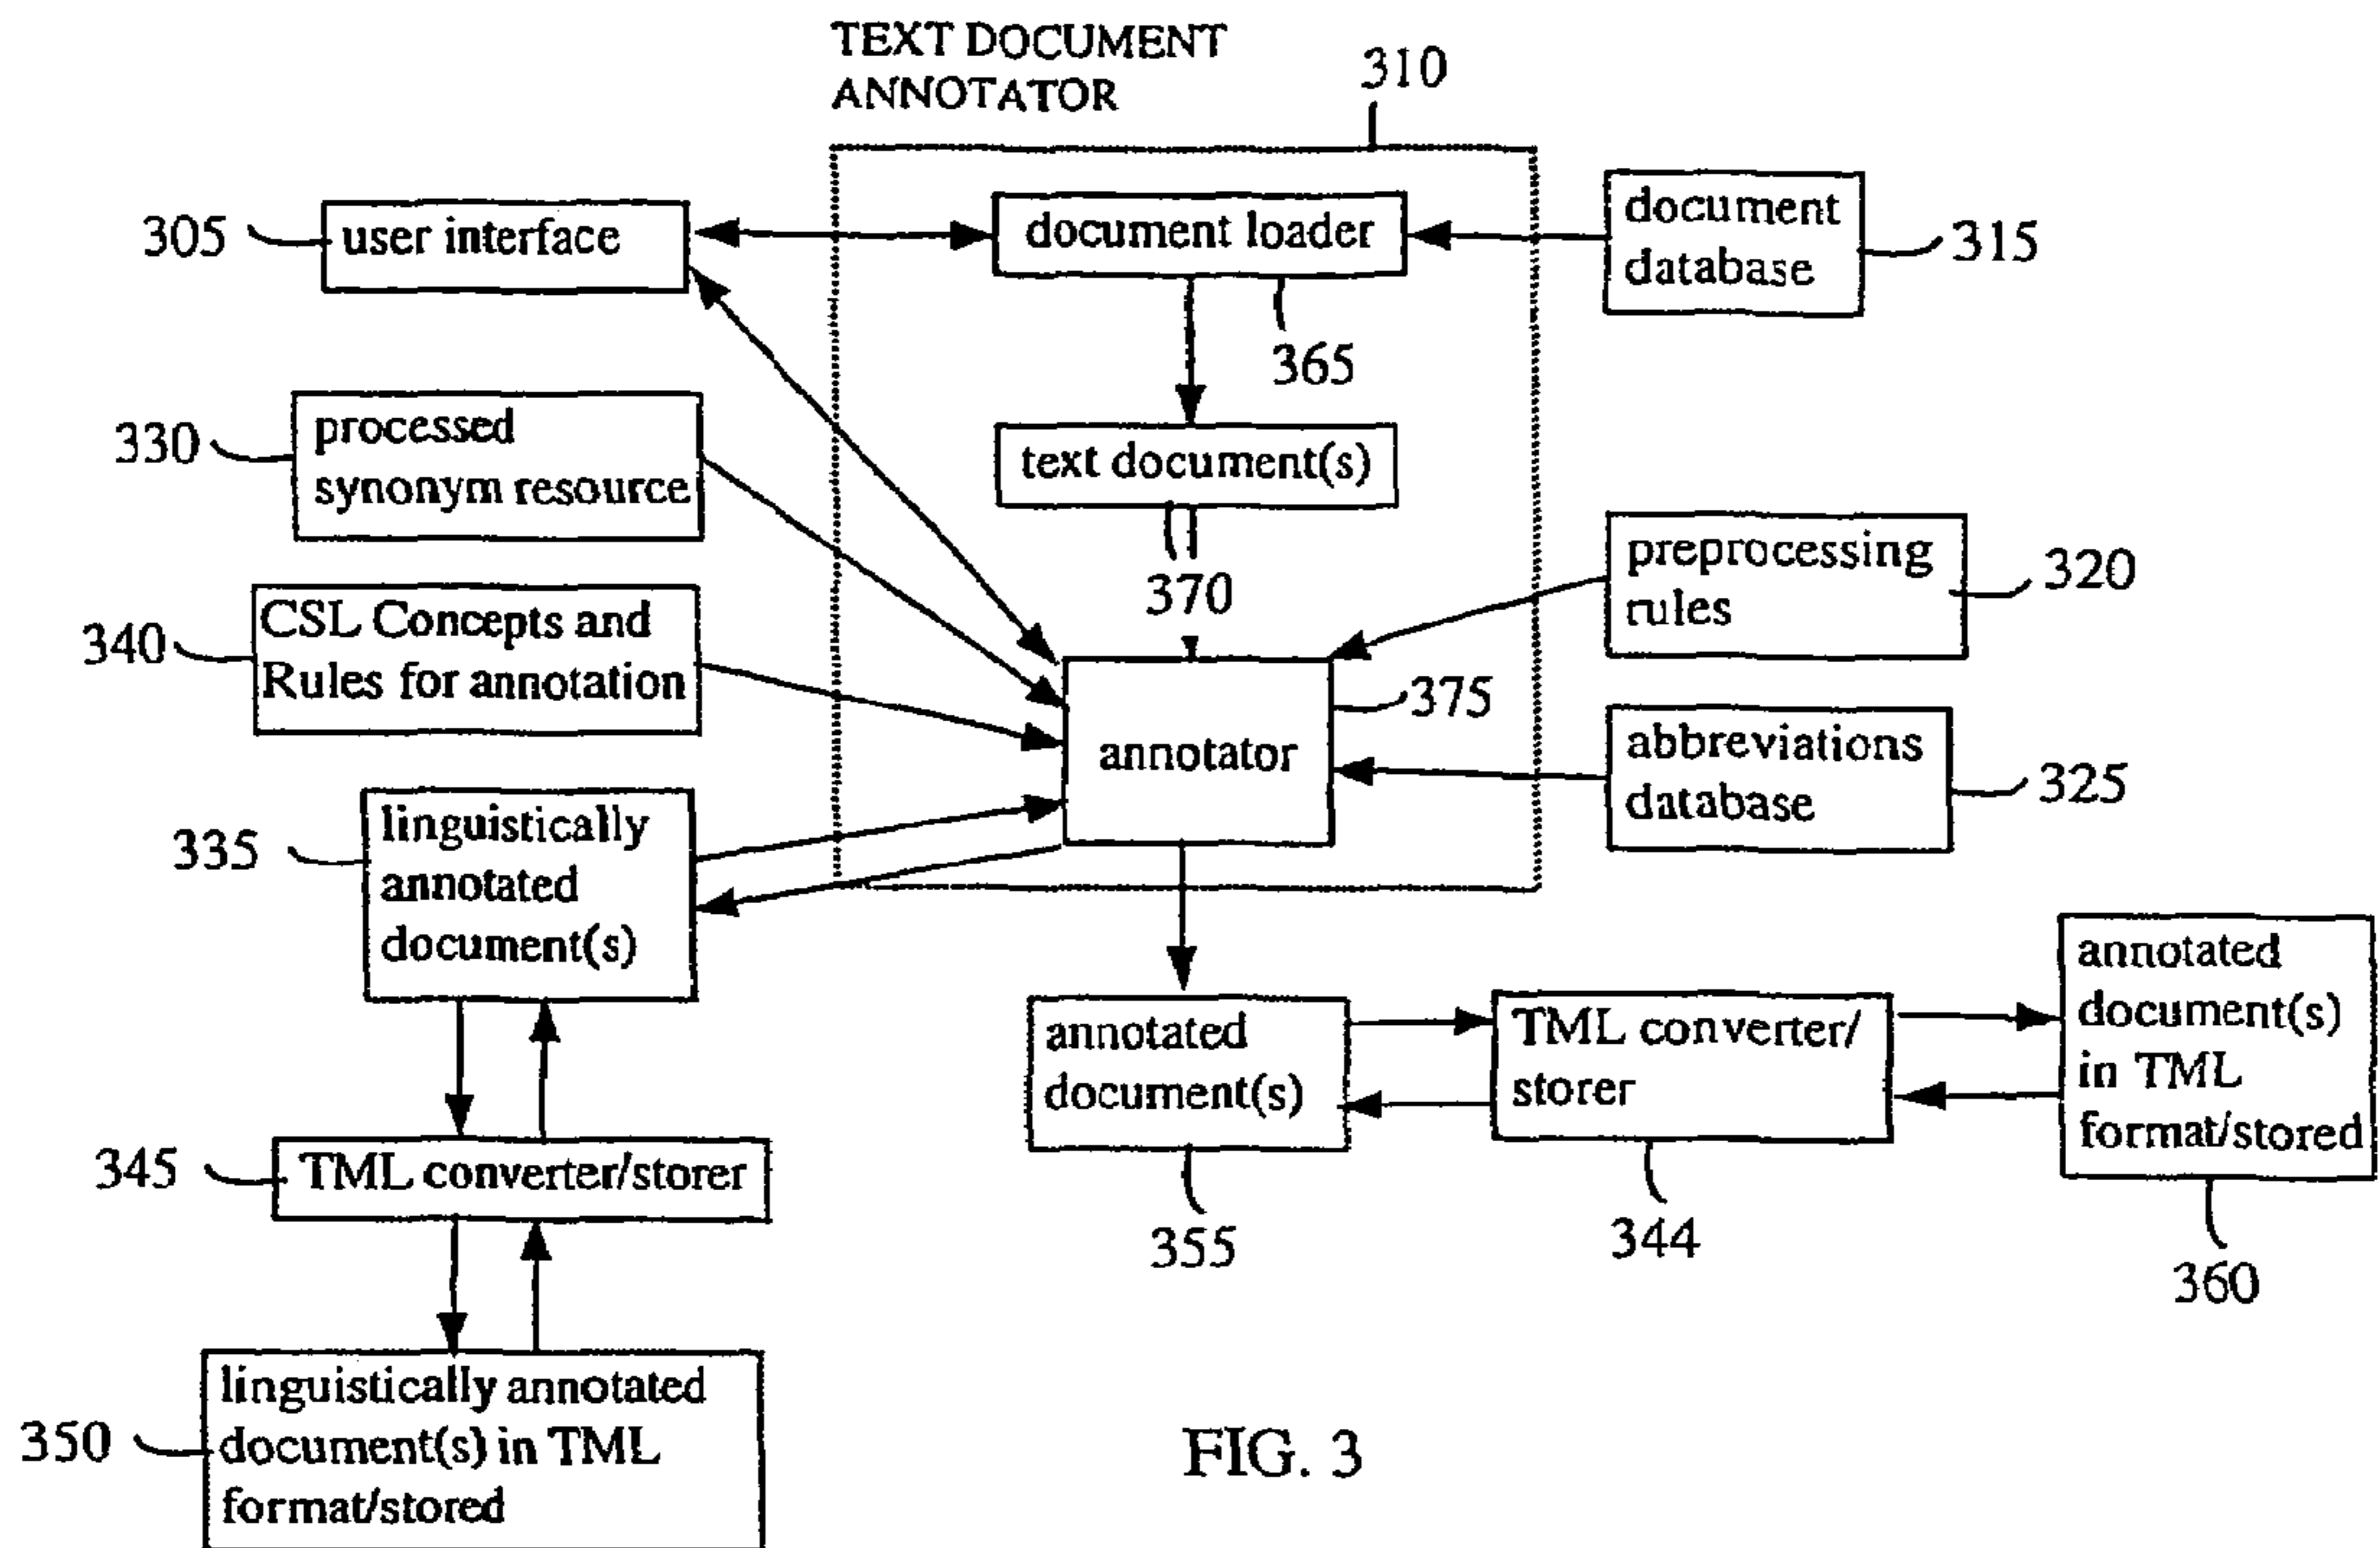 TEXT DOCUMENT
ANNOTATOR
310
305
user interface
document loader
document
database
315
365
330
processed
synonym resource
text document(s)
370
preprocessing
rules
320
340
CSL Concepts and
Rules for annotation
375
annotator
abbreviations
database
325
335
linguistically
annotated
document(s)
annotated
document(s)
355
TML converter/
storer
344
annotated
document(s)
in TML
format/stored
360
345
TML converter/storer
350
linguistically annotated
document(s) in TML
format/stored
FIG. 3